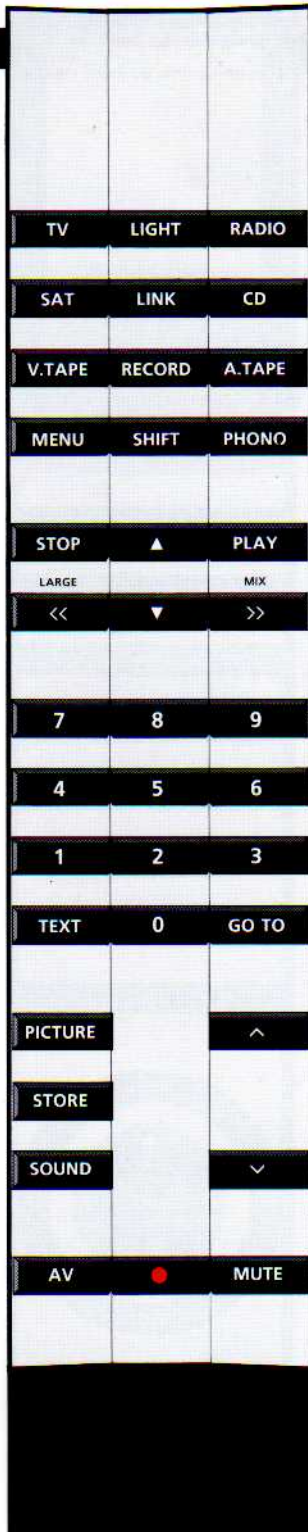 TV LIGHT RADIO
SAT LINK CD
V.TAPE RECORD A.TAPE
MENU SHIFT PHONO
STOP ▲ PLAY
LARGE MIX
<< ▼ >>
7 8 9
4 5 6
1 2 3
TEXT 0 GO TO
PICTURE ^
STORE
SOUND ⌄
AV ● MUTE